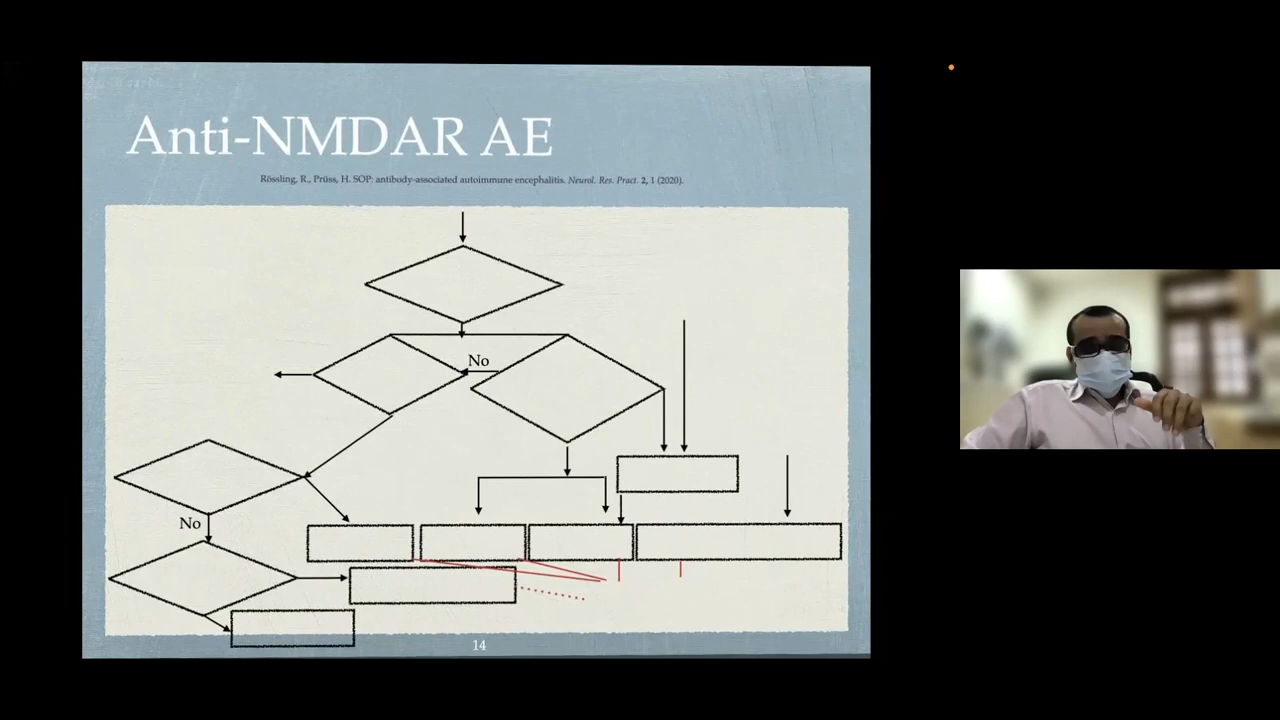 Anti-NMDAR AE
Rössling, R., Prüss, H. SOP: antibody-associated autoimmune encephalitis. Neurol. Res. Pract. 2, 1 (2020).
No
No
14